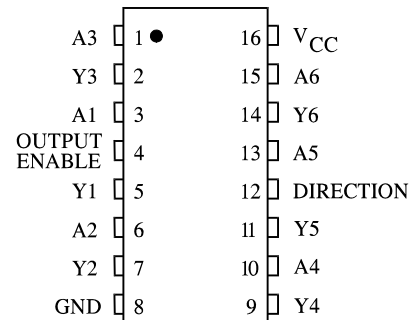 A3 1 16 VCC
Y3 2 15 A6
A1 3 14 Y6
OUTPUT
ENABLE 4 13 A5
Y1 5 12 DIRECTION
A2 6 11 Y5
Y2 7 10 A4
GND 8 9 Y4